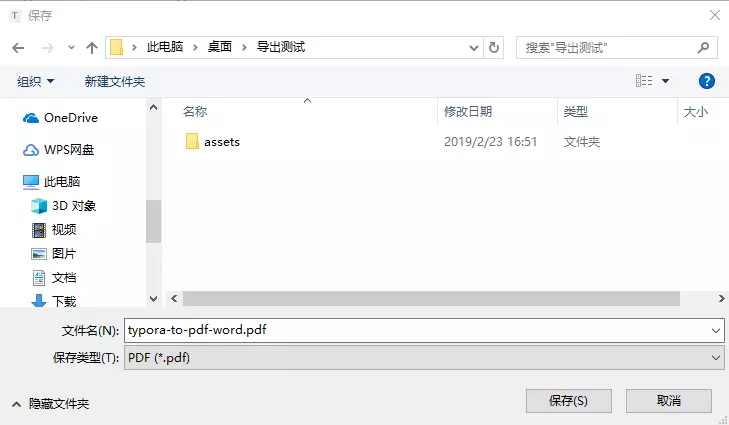 T 保存
此电脑 桌面 导出测试
搜索"导出测试"
组织 新建文件夹
?
名称 修改日期 类型 大小
OneDrive
assets 2019/2/23 16:51 文件夹
WPS网盘
此电脑
3D 对象
视频
图片
文档
下载
文件名(N): typora-to-pdf-word.pdf
保存类型(T): PDF (*.pdf)
隐藏文件夹
保存(S) 取消